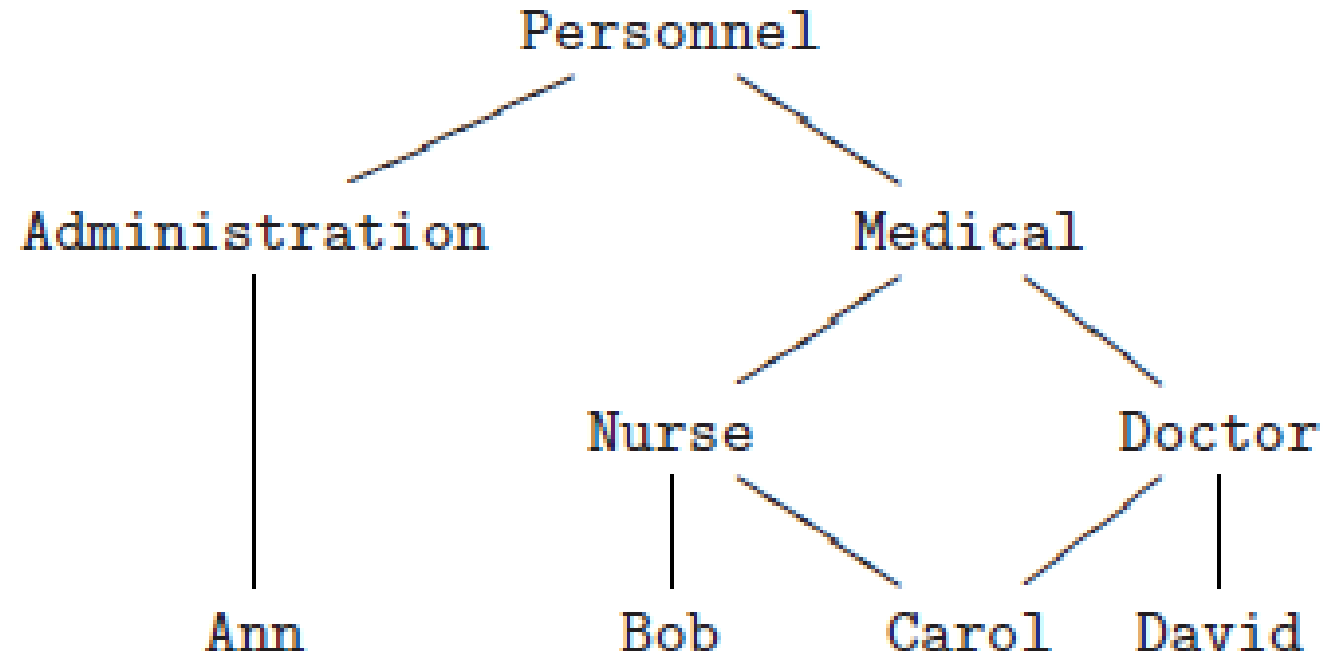 Personnel
Administration Medical
Nurse Doctor
Ann Bob Carol David